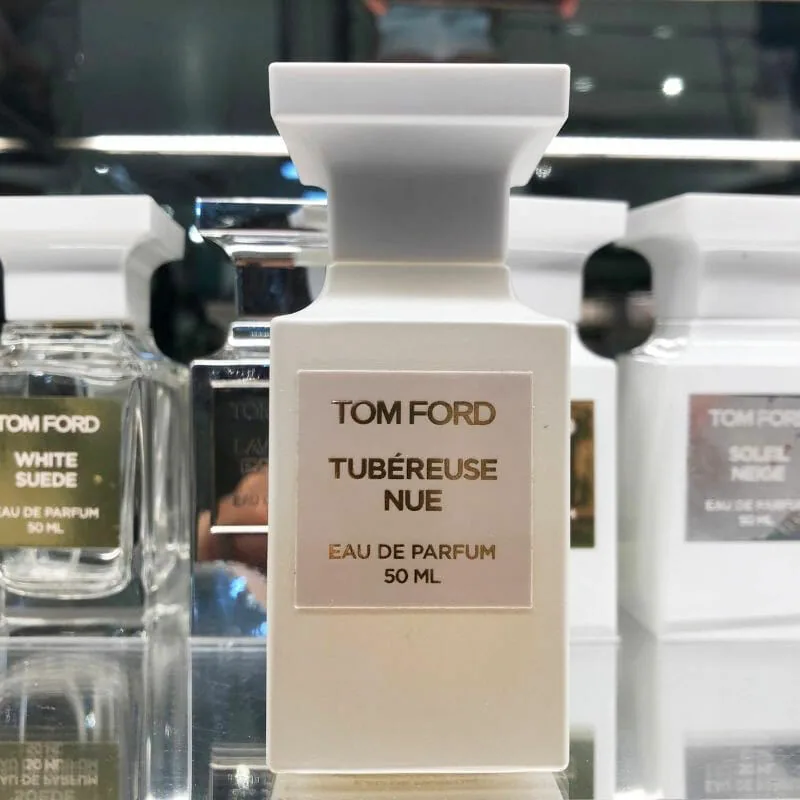 TOM FORD
TUBÉREUSE
NUE
EAU DE PARFUM
50 ML
TOM FORD
WHITE
SUEDE
EAU DE PARFUM
50 ML
TOM FORD
SOLEIL
NEIGE
EAU DE PARFUM
50 ML